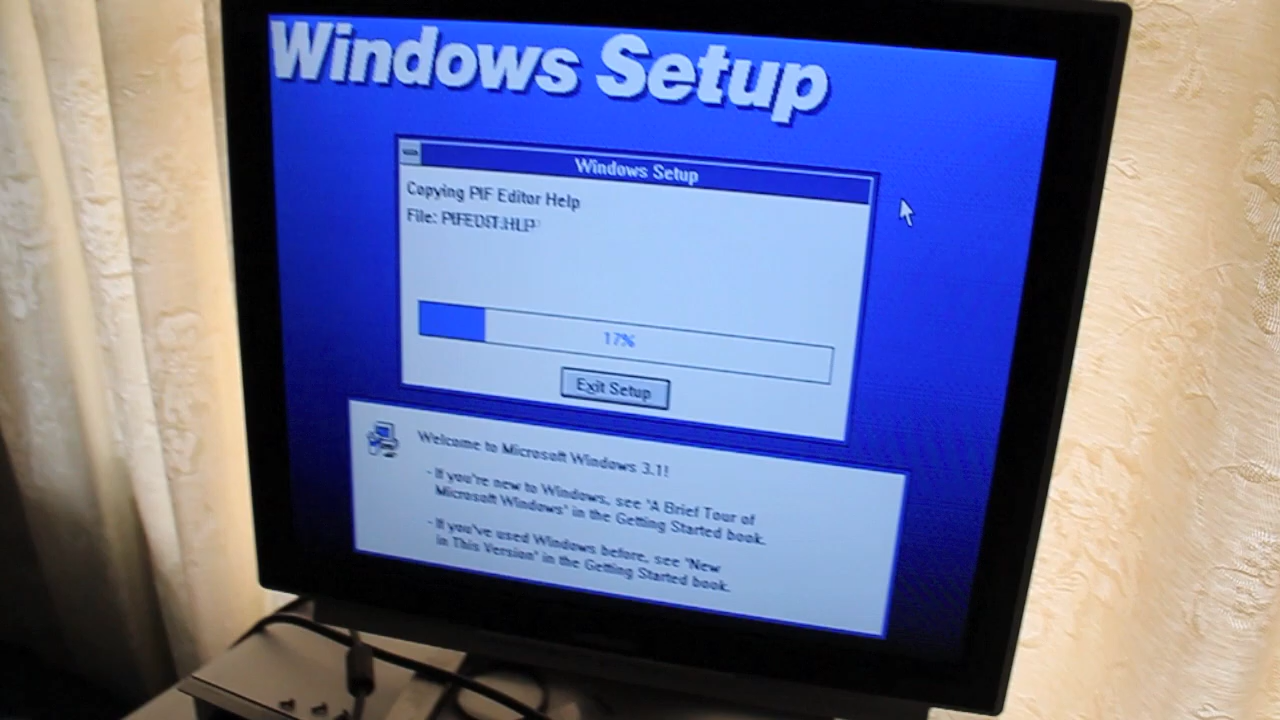 Windows Setup
Windows Setup
Copying PIF Editor Help
File: PIFEDIT.HLP
17%
Exit Setup
Welcome to Microsoft Windows 3.1!
- If you're new to Windows, see "A Brief Tour of
Microsoft Windows" in the Getting Started book.
- If you've used Windows before, see "New
in This Version" in the Getting Started book.